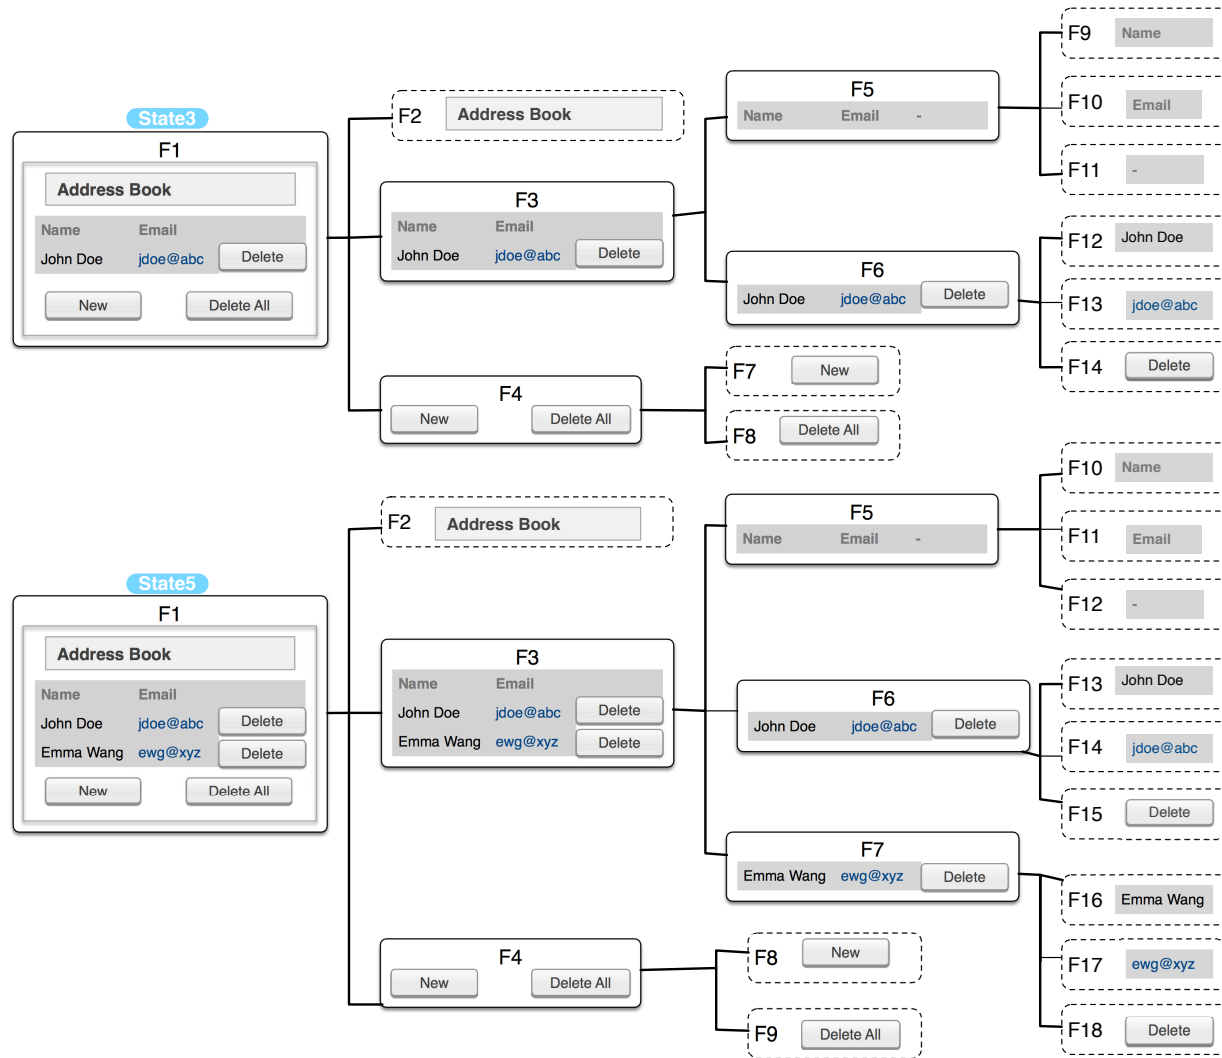 State3
F1
Address Book
Name Email
John Doe jdoe@abc Delete
New Delete All
F2 Address Book
F3
Name Email
John Doe jdoe@abc Delete
F4
New Delete All
F5
Name Email -
F6
John Doe jdoe@abc Delete
F7 New
F8 Delete All
F9 Name
F10 Email
F11 -
F12 John Doe
F13 jdoe@abc
F14 Delete
State5
F1
Address Book
Name Email
John Doe jdoe@abc Delete
Emma Wang ewg@xyz Delete
New Delete All
F2 Address Book
F3
Name Email
John Doe jdoe@abc Delete
Emma Wang ewg@xyz Delete
F4
New Delete All
F5
Name Email -
F6
John Doe jdoe@abc Delete
F7
Emma Wang ewg@xyz Delete
F8 New
F9 Delete All
F10 Name
F11 Email
F12 -
F13 John Doe
F14 jdoe@abc
F15 Delete
F16 Emma Wang
F17 ewg@xyz
F18 Delete